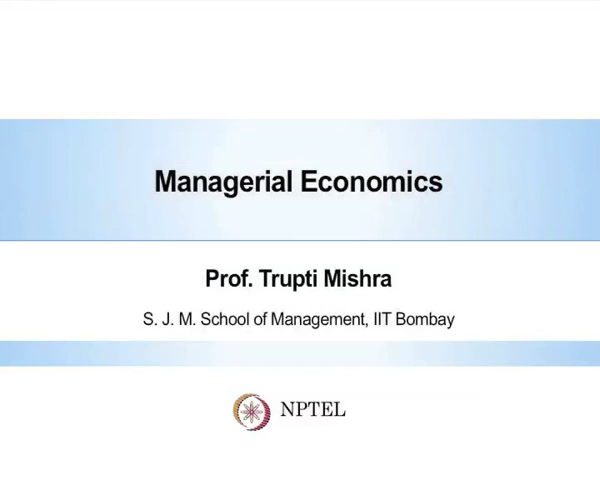 Managerial Economics
Prof. Trupti Mishra
S. J. M. School of Management, IIT Bombay
NPTEL